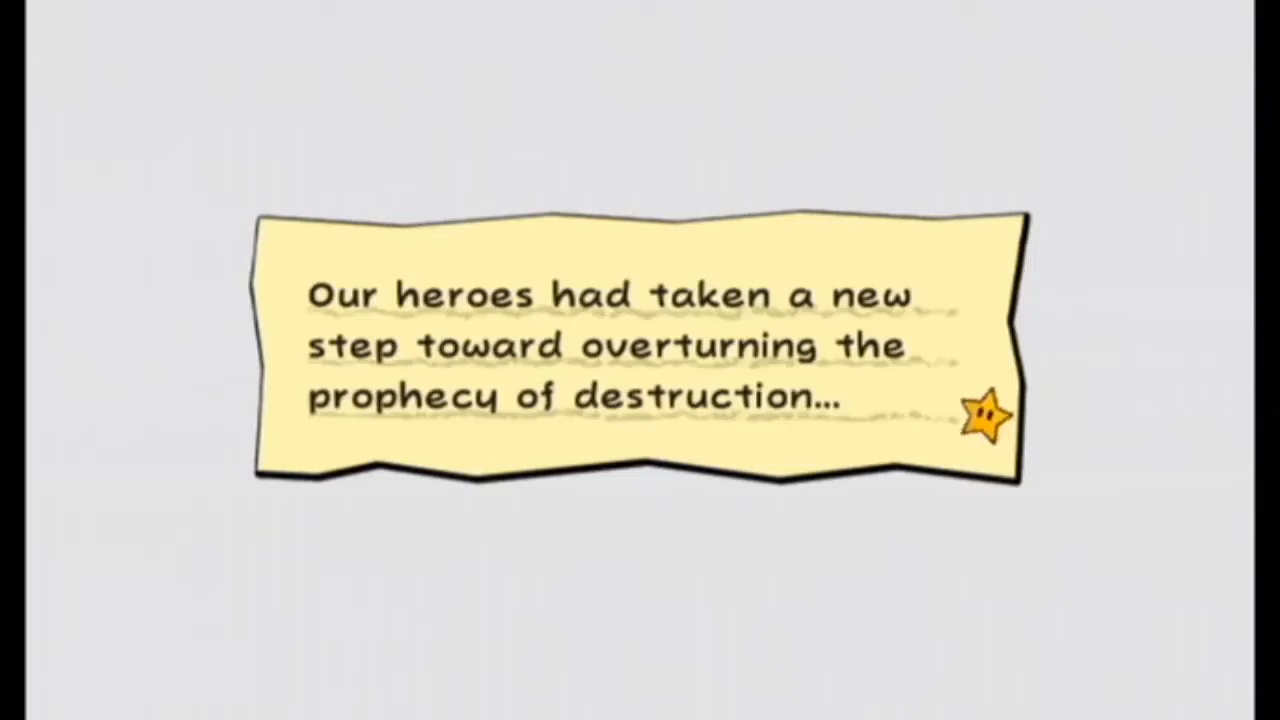 Our heroes had taken a new
step toward overturning the
prophecy of destruction...